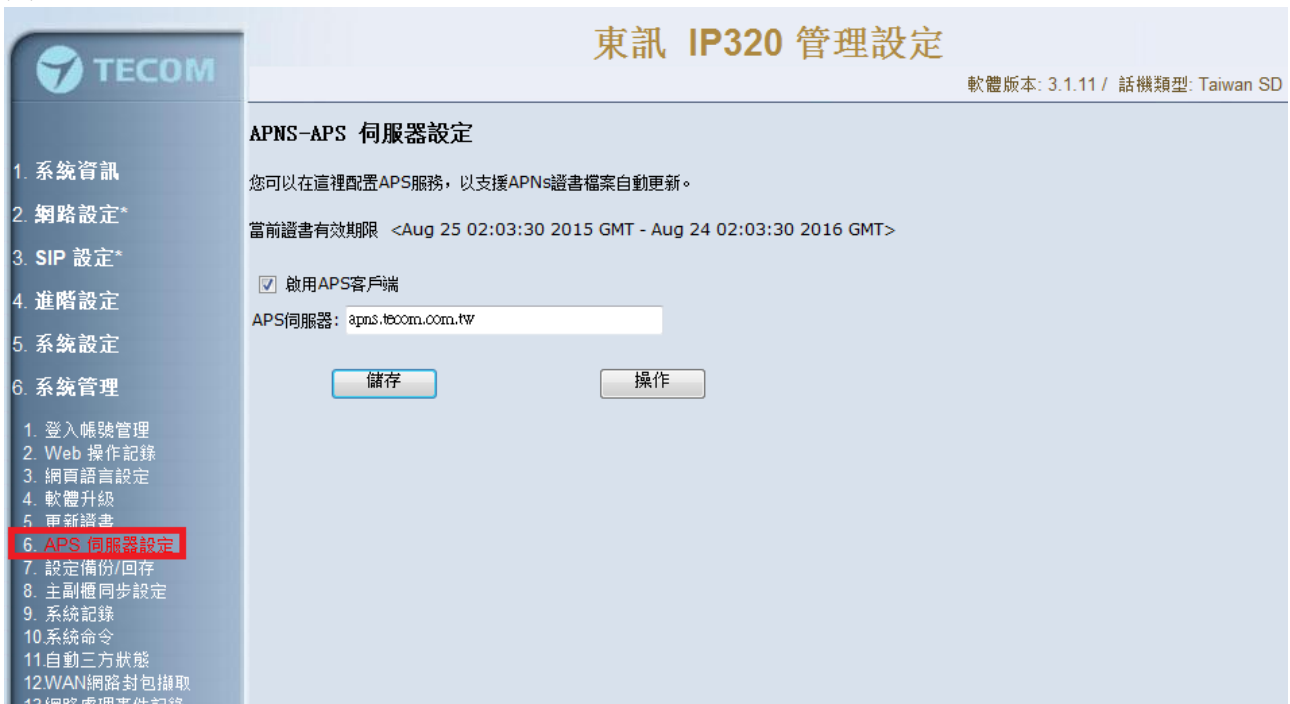 TECOM
東訊 IP320 管理設定
軟體版本: 3.1.11 / 話機類型: Taiwan SD
1. 系統資訊
2. 網路設定*
3. SIP 設定*
4. 進階設定
5. 系統設定
6. 系統管理
1. 登入帳號管理
2. Web 操作記錄
3. 網頁語言設定
4. 軟體升級
5. 更新證書
6. APS 伺服器設定
7. 設定備份/回存
8. 主副櫃同步設定
9. 系統記錄
10.系統命令
11.自動三方狀態
12.WAN網路封包擷取
13.網路處理事件記錄
APNS-APS 伺服器設定
您可以在這裡配置APS服務，以支援APNs證書檔案自動更新。
當前證書有效期限 <Aug 25 02:03:30 2015 GMT - Aug 24 02:03:30 2016 GMT>
啟用APS客戶端
APS伺服器: apns.tecom.com.tw
儲存 操作